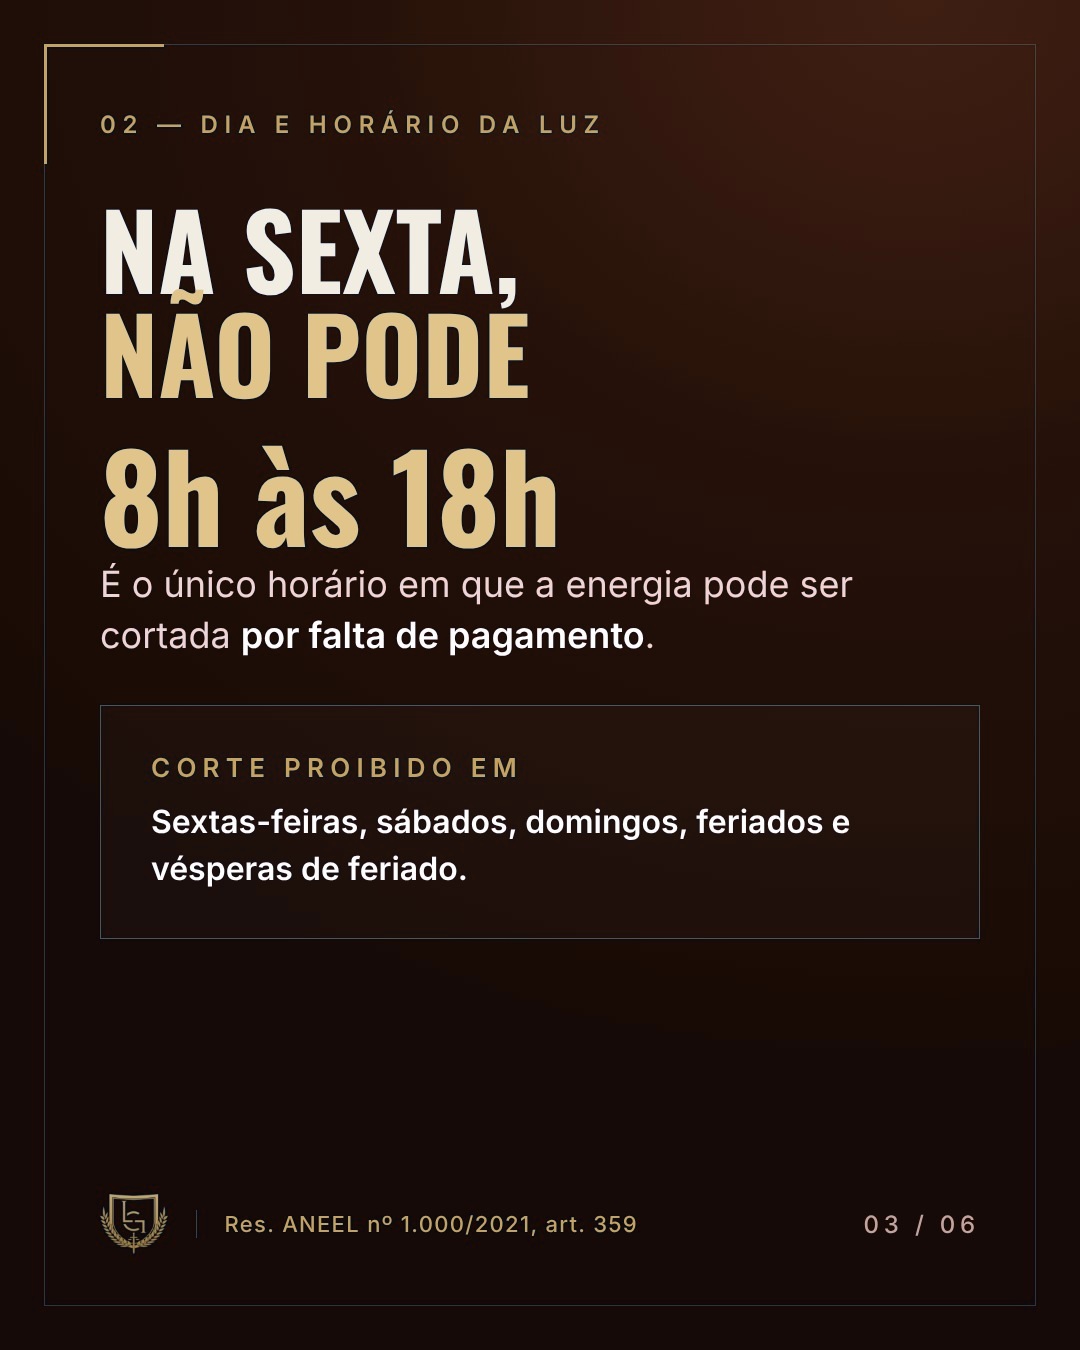 02 — DIA E HORÁRIO DA LUZ
NA SEXTA,
NÃO PODE
8h às 18h
É o único horário em que a energia pode ser
cortada por falta de pagamento.
CORTE PROIBIDO EM
Sextas-feiras, sábados, domingos, feriados e
vésperas de feriado.
LG
Res. ANEEL nº 1.000/2021, art. 359
03 / 06